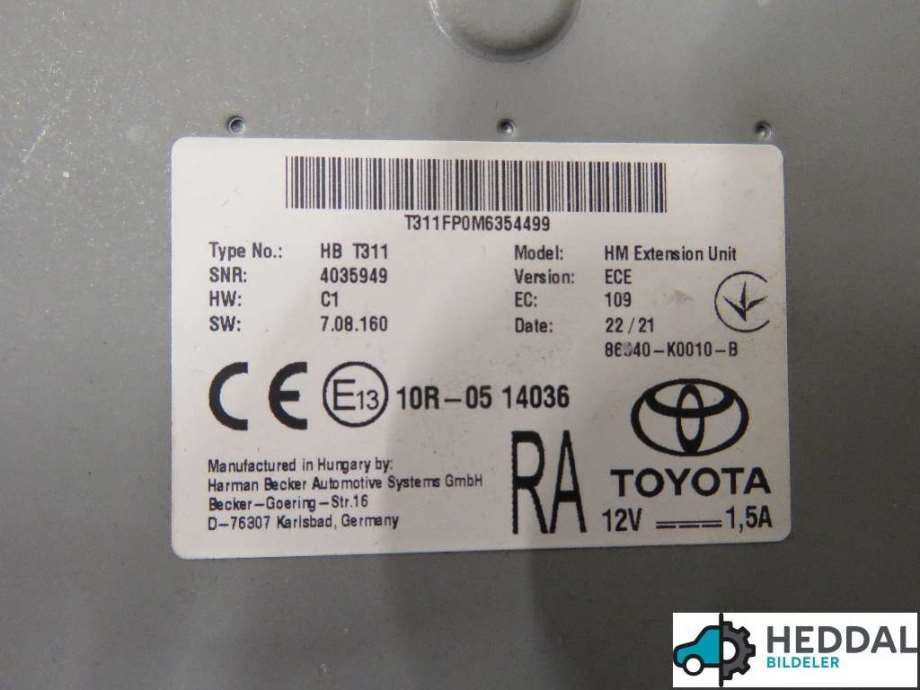 T311FP0M6354499
Type No.: HB T311
SNR: 4035949
HW: C1
SW: 7.08.160
Model: HM Extension Unit
Version: ECE
EC: 109
Date: 22/21
CE E13 10R-05 14036
Manufactured in Hungary by:
Harman Becker Automotive Systems GmbH
Becker-Goering-Str.16
D-76307 Karlsbad, Germany
RA
TOYOTA
12V 1,5A
HEDDAL
BILDELER